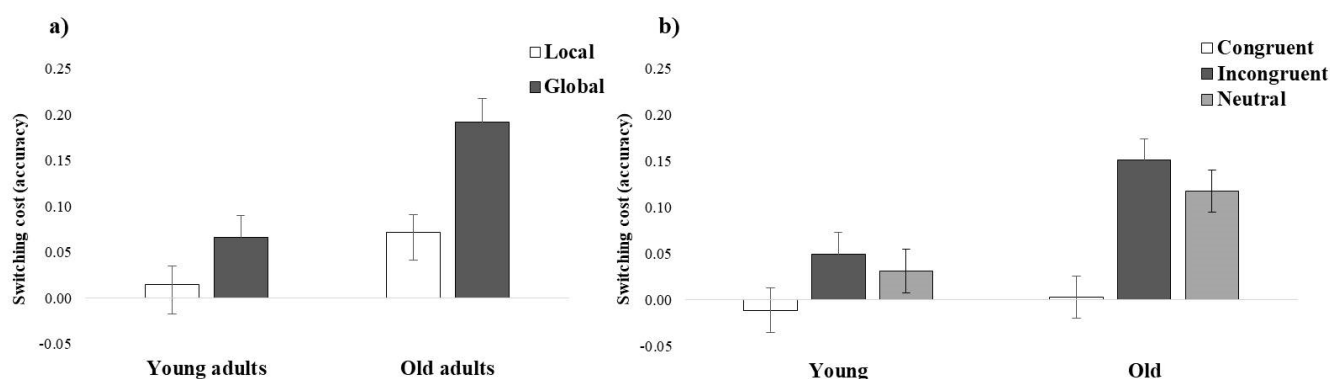 a)
Local
Global
Switching cost (accuracy)
0.25
0.20
0.15
0.10
0.05
0.00
-0.05
Young adults
Old adults
b)
Congruent
Incongruent
Neutral
Switching cost (accuracy)
0.25
0.20
0.15
0.10
0.05
0.00
-0.05
Young
Old